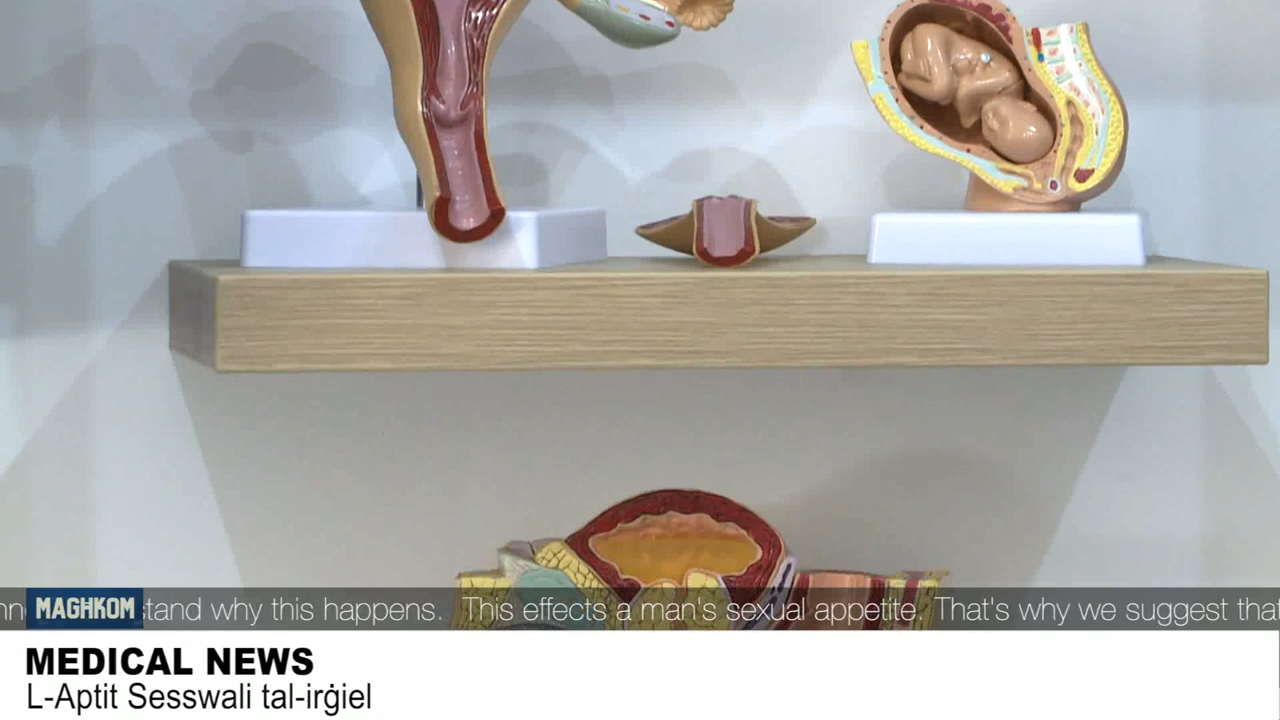 MAGHKOM stand why this happens. This effects a man's sexual appetite. That's why we suggest that
MEDICAL NEWS
L-Aptit Sesswali tal-irġiel